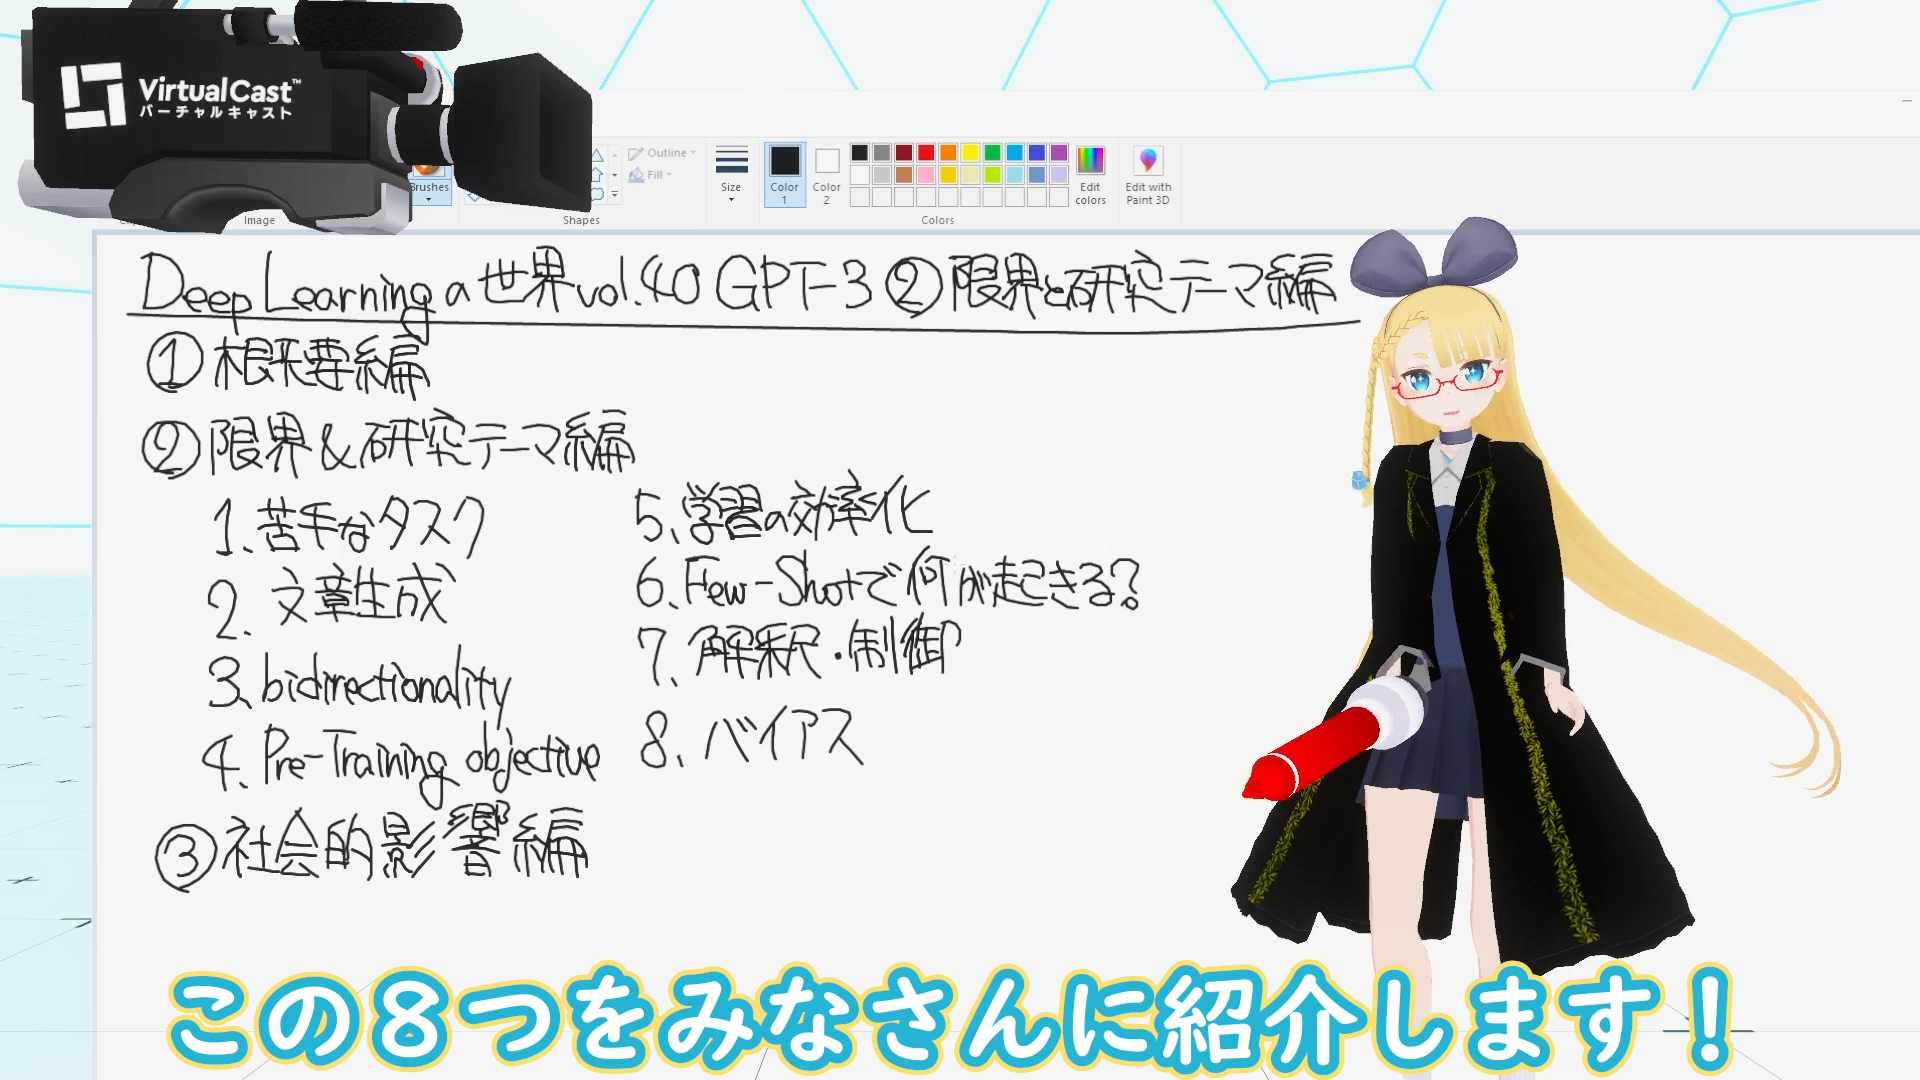 VirtualCast™
バーチャルキャスト
Brushes
Image
Shapes
Outline
Fill
Size
Color 1
Color 2
Edit colors
Colors
Edit with Paint 3D
Deep Learningの世界vol.40 GPT-3 ②限界と研究テーマ編
①概要編
②限界&研究テーマ編
1.苦手なタスク
2.文章生成
3.bidirectionality
4.Pre-Training objective
5.学習の効率化
6.Few-Shotで何が起きる?
7.解釈・制御
8.バイアス
③社会的影響編
この8つをみなさんに紹介します!